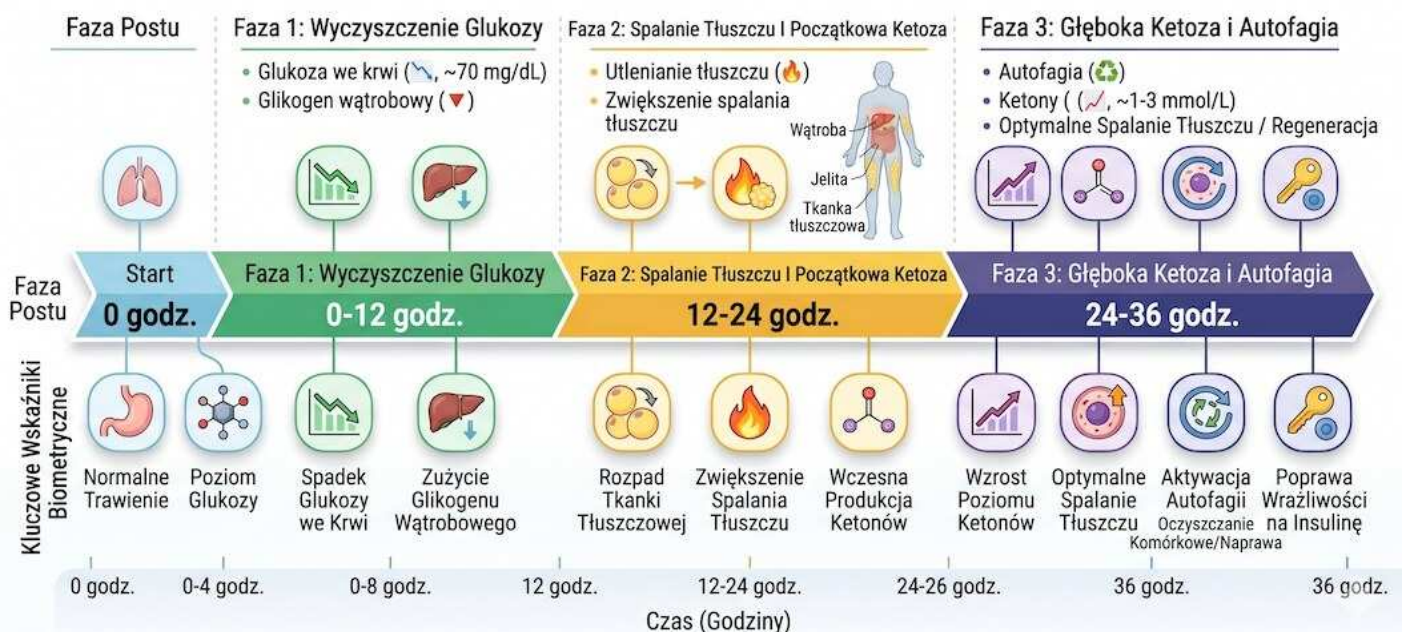 Faza Postu
Faza 1: Wyczyszczenie Glukozy
• Glukoza we krwi (📉, ~70 mg/dL)
• Glikogen wątrobowy (🔻)
Faza 2: Spalanie Tłuszczu I Początkowa Ketoza
• Utlenianie tłuszczu (🔥)
• Zwiększenie spalania
tłuszczu
Wątroba
Jelita
Tkanka
tłuszczowa
Faza 3: Głęboka Ketoza i Autofagia
• Autofagia (♻️)
• Ketony ( (📈, ~1-3 mmol/L)
• Optymalne Spalanie Tłuszczu / Regeneracja
Faza
Postu
Start
0 godz.
Faza 1: Wyczyszczenie Glukozy
0-12 godz.
Faza 2: Spalanie Tłuszczu I Początkowa Ketoza
12-24 godz.
Faza 3: Głęboka Ketoza i Autofagia
24-36 godz.
Kluczowe Wskaźniki
Biometryczne
Normalne
Trawienie
Poziom
Glukozy
Spadek
Glukozy
we Krwi
Zużycie
Glikogenu
Wątrobowego
Rozpad
Tkanki
Tłuszczowej
Zwiększenie
Spalania
Tłuszczu
Wczesna
Produkcja
Ketonów
Wzrost
Poziomu
Ketonów
Optymalne
Spalanie
Tłuszczu
Aktywacja
Autofagii
Oczyszczanie
Komórkowe/Naprawa
Poprawa
Wrażliwości
na Insulinę
0 godz.
0-4 godz.
0-8 godz.
12 godz.
12-24 godz.
24-26 godz.
36 godz.
36 godz.
Czas (Godziny)